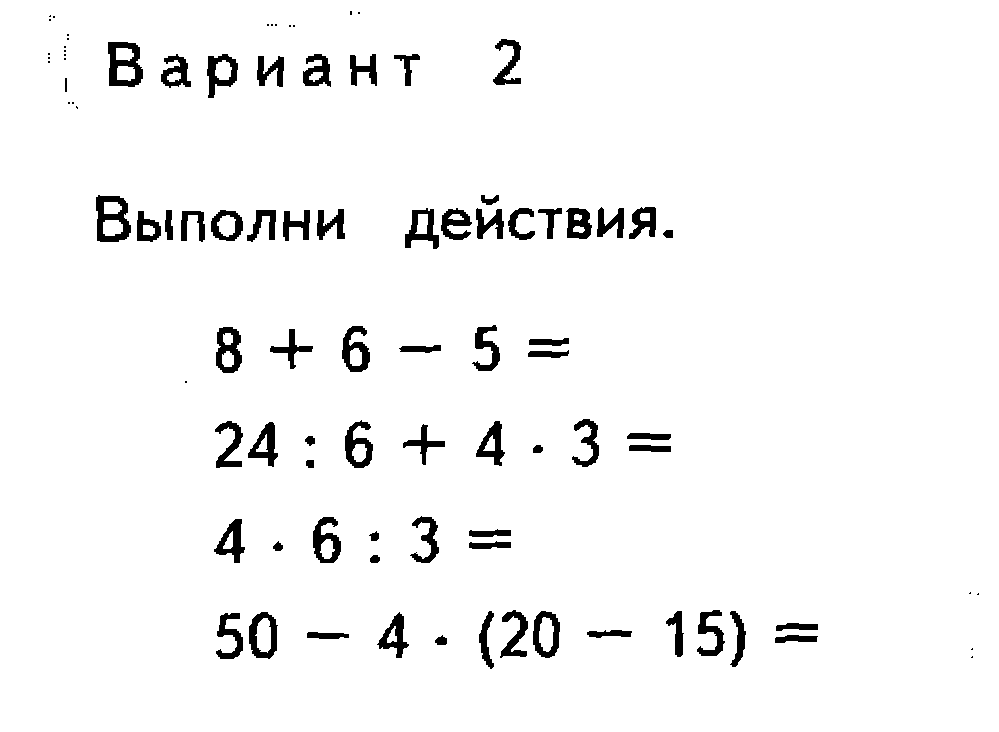 Вариант 2
Выполни действия.
8 + 6 − 5 =
24 : 6 + 4 · 3 =
4 · 6 : 3 =
50 − 4 · (20 − 15) =